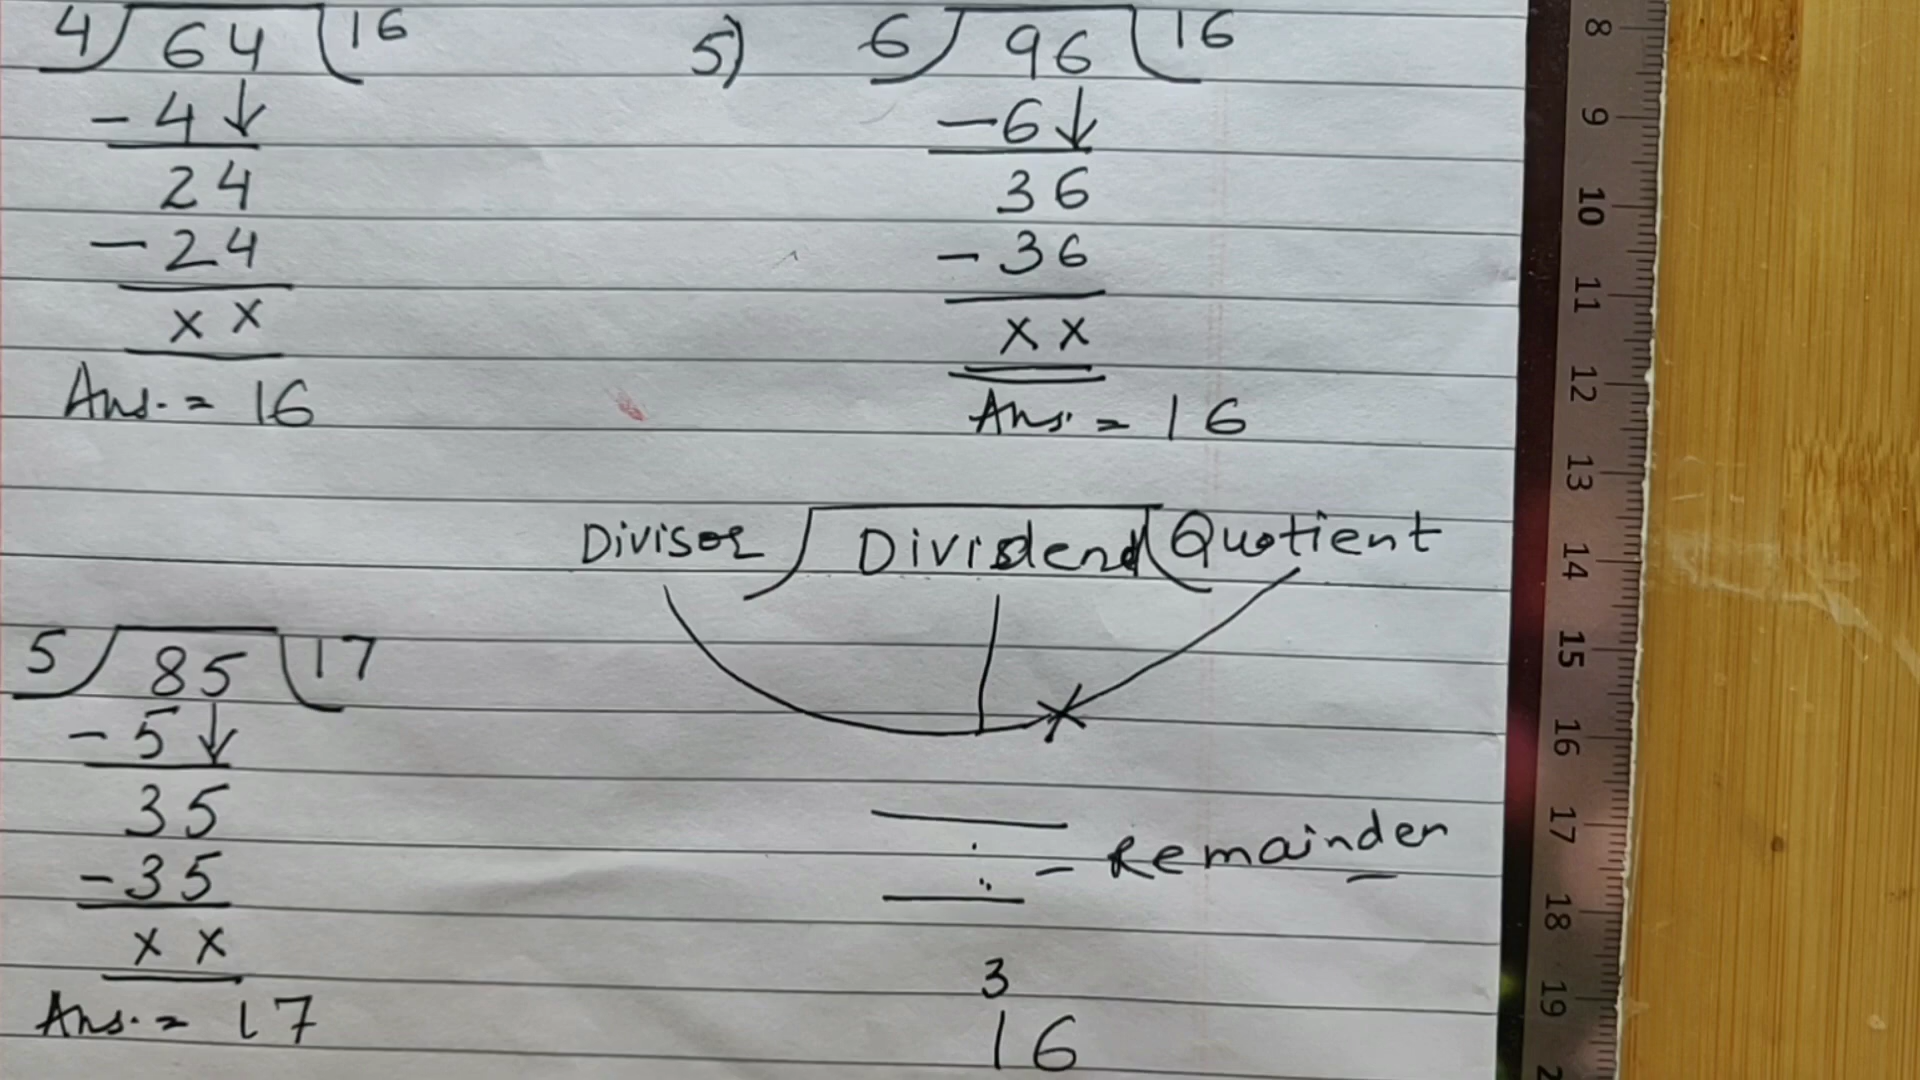 4 64 16
- 4 ↓
24
- 24
x x
Ans. = 16
5) 6 96 16
- 6 ↓
36
- 36
x x
Ans. = 16
5 85 17
- 5 ↓
35
- 35
x x
Ans. = 17
Divisor Dividend Quotient
- Remainder
3
16
8
9
10
11
12
13
14
15
16
17
18
19